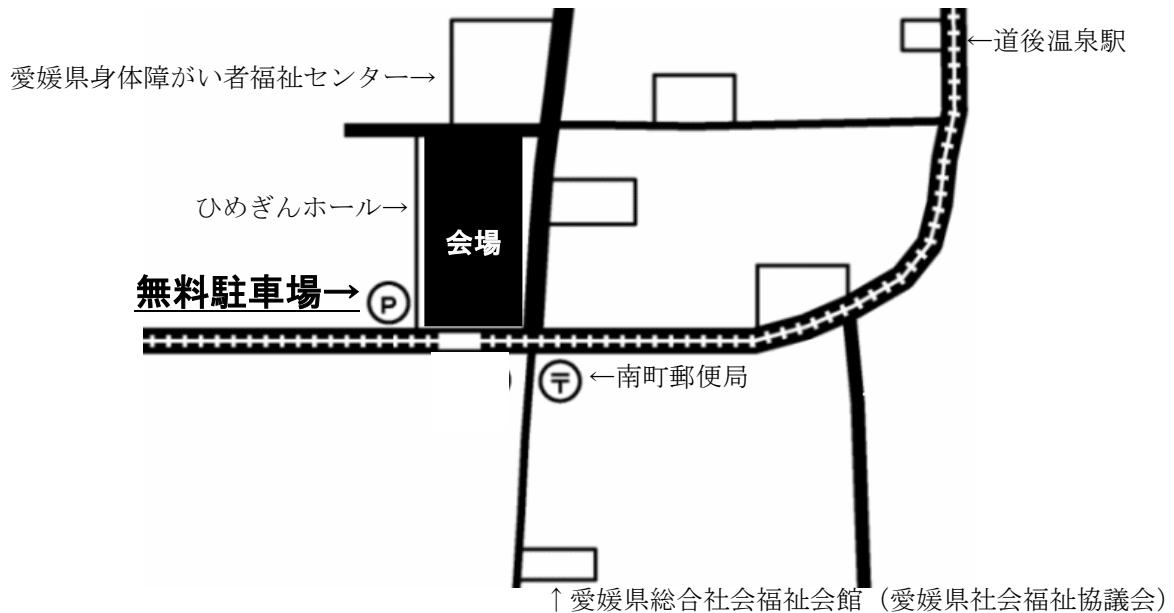 ←道後温泉駅
愛媛県身体障がい者福祉センター→
ひめぎんホール→
会場
無料駐車場→
P
〒
←南町郵便局
↑愛媛県総合社会福祉会館（愛媛県社会福祉協議会）